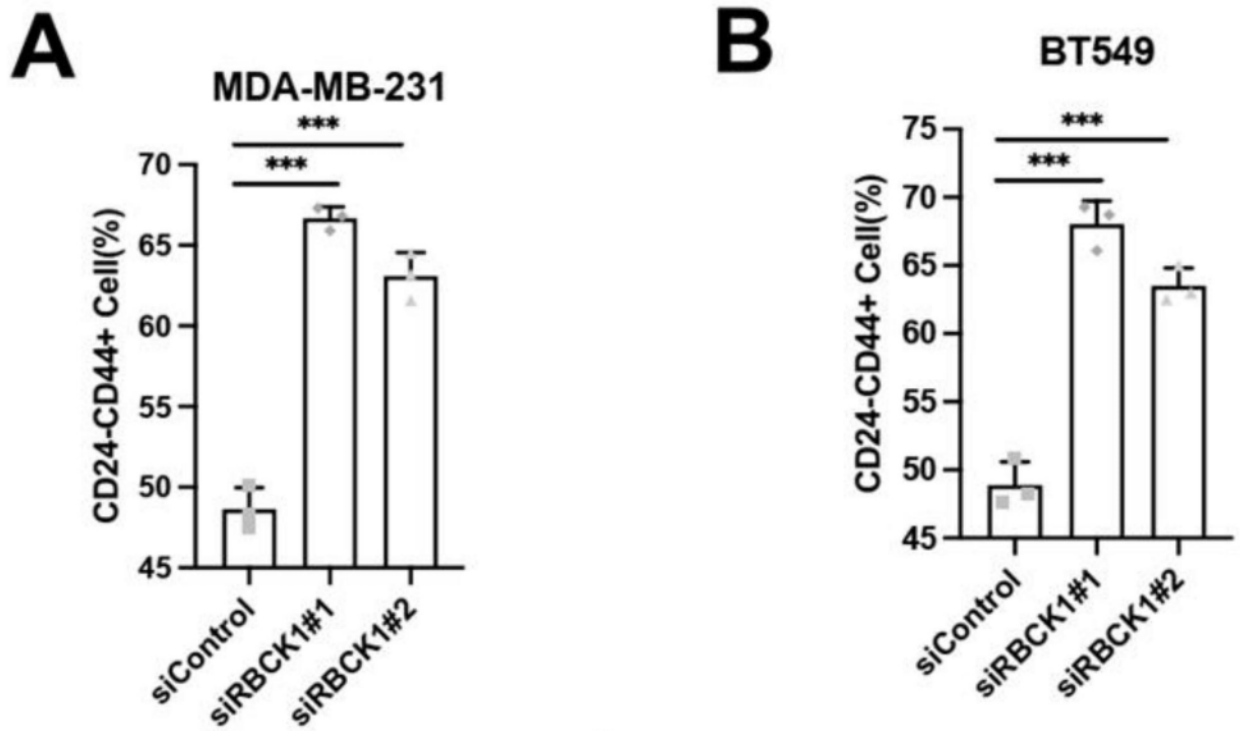 A
MDA-MB-231
***
***
CD24-CD44+ Cell(%)
70
65
60
55
50
45
siControl
siRBCK1#1
siRBCK1#2
B
BT549
***
***
CD24-CD44+ Cell(%)
75
70
65
60
55
50
45
siControl
siRBCK1#1
siRBCK1#2